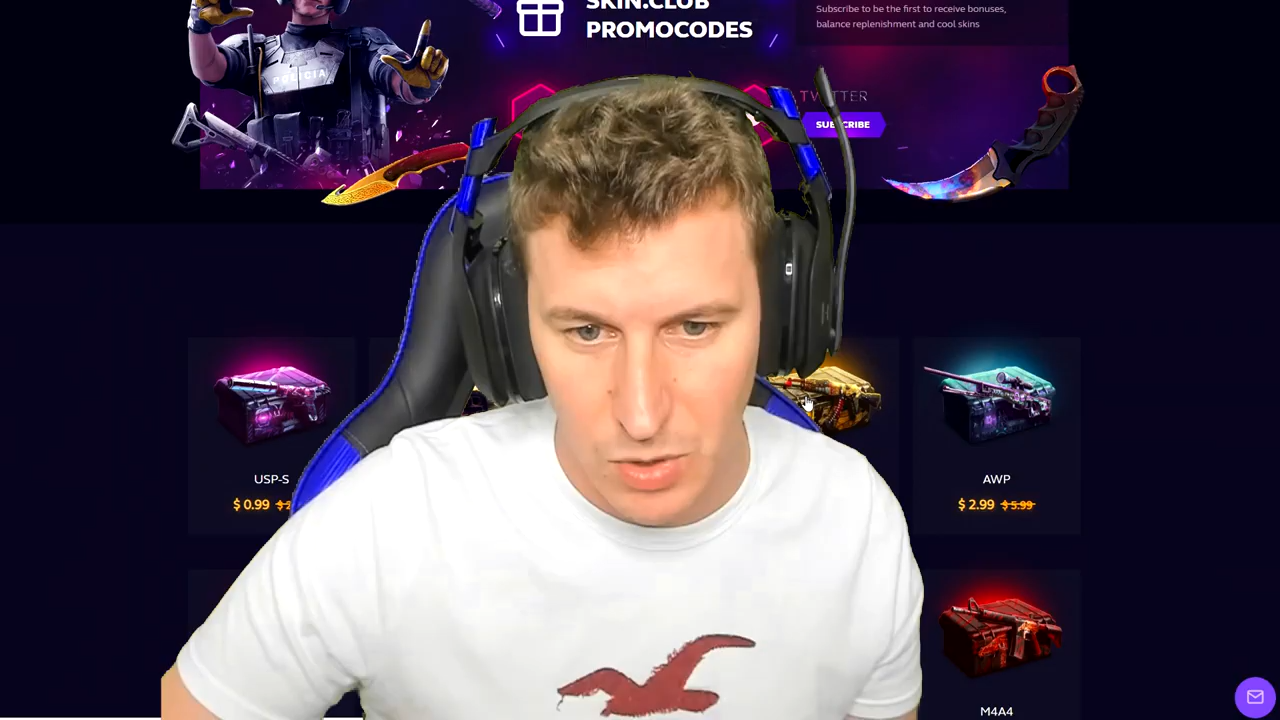 SKIN.CLUB
PROMOCODES
Subscribe to be the first to receive bonuses,
balance replenishment and cool skins
POLICIA
TWITTER
SUBSCRIBE
USP-S
$ 0.99
AWP
$ 2.99 $ 5.99
M4A4